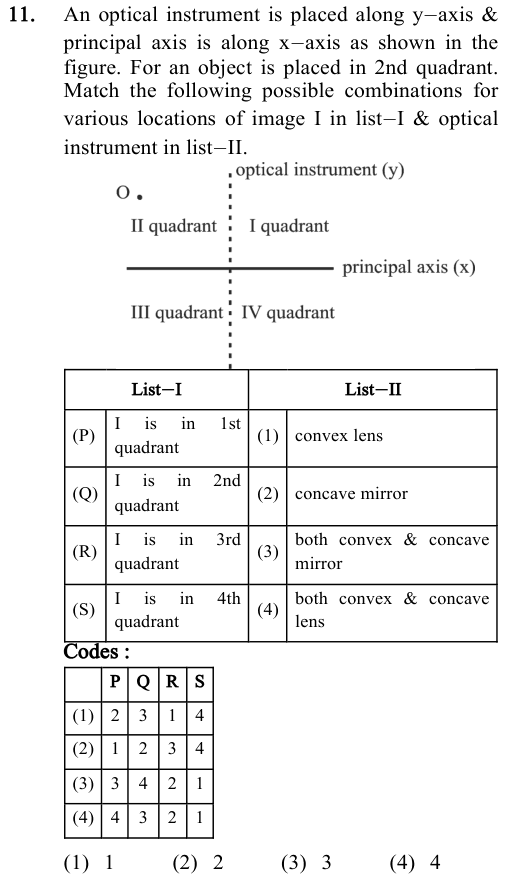 11. An optical instrument is placed along y–axis &
principal axis is along x–axis as shown in the
figure. For an object is placed in 2nd quadrant.
Match the following possible combinations for
various locations of image I in list–I & optical
instrument in list–II.
optical instrument (y)
O
II quadrant I quadrant
principal axis (x)
III quadrant IV quadrant
List–I List–II
(P) I is in 1st quadrant (1) convex lens
(Q) I is in 2nd quadrant (2) concave mirror
(R) I is in 3rd quadrant (3) both convex & concave mirror
(S) I is in 4th quadrant (4) both convex & concave lens
Codes :
P Q R S
(1) 2 3 1 4
(2) 1 2 3 4
(3) 3 4 2 1
(4) 4 3 2 1
(1) 1 (2) 2 (3) 3 (4) 4